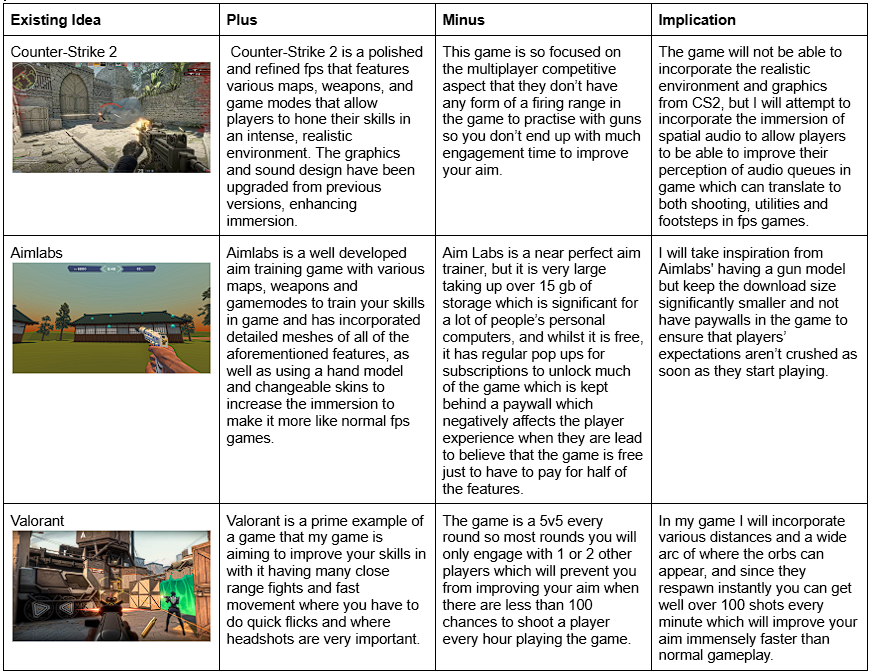 Existing Idea
Plus
Minus
Implication
Counter-Strike 2
Counter-Strike 2 is a polished
and refined fps that features
various maps, weapons, and
game modes that allow
players to hone their skills in
an intense, realistic
environment. The graphics
and sound design have been
upgraded from previous
versions, enhancing
immersion.
This game is so focused on
the multiplayer competitive
aspect that they don't have
any form of a firing range in
the game to practise with guns
so you don't end up with much
engagement time to improve
your aim.
The game will not be able to
incorporate the realistic
environment and graphics
from CS2, but I will attempt to
incorporate the immersion of
spatial audio to allow players
to be able to improve their
perception of audio queues in
game which can translate to
both shooting, utilities and
footsteps in fps games.
Aimlabs
Aimlabs is a well developed
aim training game with various
maps, weapons and
gamemodes to train your skills
in game and has incorporated
detailed meshes of all of the
aforementioned features, as
well as using a hand model
and changeable skins to
increase the immersion to
make it more like normal fps
games.
Aim Labs is a near perfect aim
trainer, but it is very large
taking up over 15 gb of
storage which is significant for
a lot of people's personal
computers, and whilst it is free,
it has regular pop ups for
subscriptions to unlock much
of the game which is kept
behind a paywall which
negatively affects the player
experience when they are lead
to believe that the game is free
just to have to pay for half of
the features.
I will take inspiration from
Aimlabs' having a gun model
but keep the download size
significantly smaller and not
have paywalls in the game to
ensure that players'
expectations aren't crushed as
soon as they start playing.
Valorant
Valorant is a prime example of
a game that my game is
aiming to improve your skills in
with it having many close
range fights and fast
movement where you have to
do quick flicks and where
headshots are very important.
The game is a 5v5 every
round so most rounds you will
only engage with 1 or 2 other
players which will prevent you
from improving your aim when
there are less than 100
chances to shoot a player
every hour playing the game.
In my game I will incorporate
various distances and a wide
arc of where the orbs can
appear, and since they
respawn instantly you can get
well over 100 shots every
minute which will improve your
aim immensely faster than
normal gameplay.